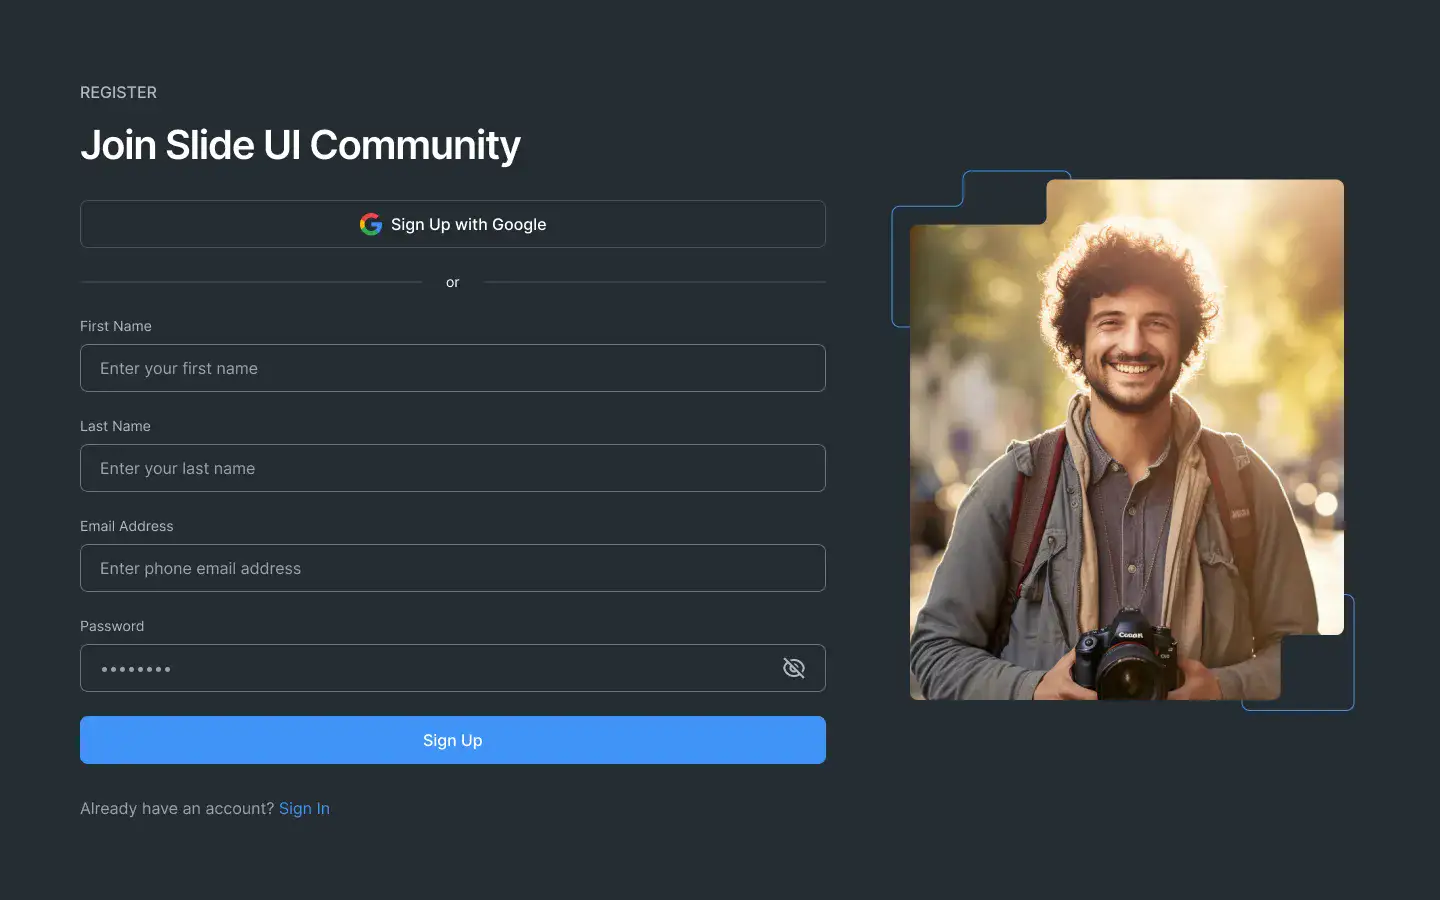 REGISTER
Join Slide UI Community
Sign Up with Google
or
First Name
Enter your first name
Last Name
Enter your last name
Email Address
Enter phone email address
Password
••••••••
Sign Up
Already have an account? Sign In
Canon